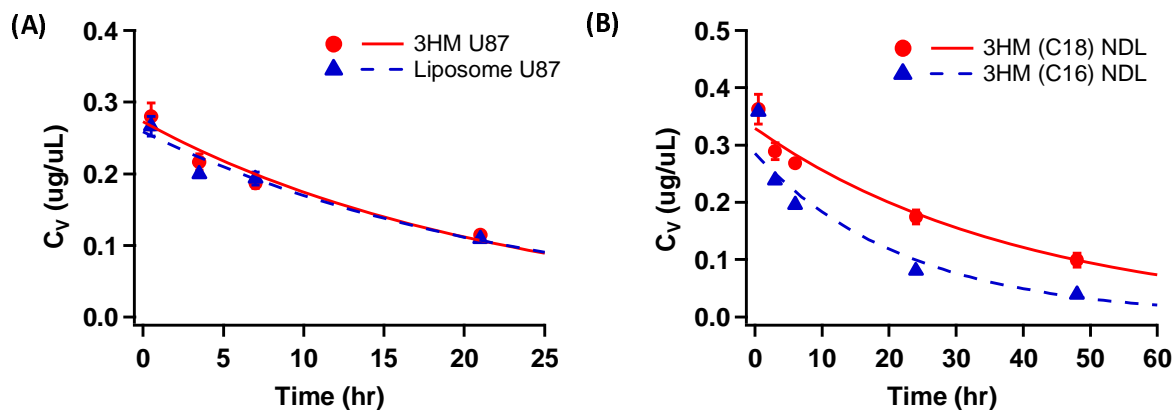 (A)
0.4
0.3
0.2
0.1
0.0
Cv (ug/uL)
3HM U87
Liposome U87
0
5
10
15
20
25
Time (hr)
(B)
0.5
0.4
0.3
0.2
0.1
0.0
Cv (ug/uL)
3HM (C18) NDL
3HM (C16) NDL
0
10
20
30
40
50
60
Time (hr)